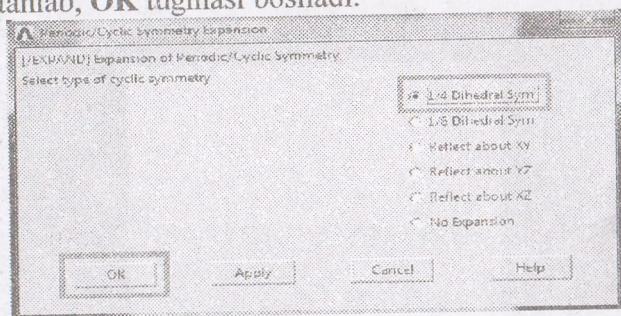 tanlab, OK tugmasi bosiladi.
Periodic/Cyclic Symmetry Expansion
[/EXPAND] Expansion of Periodic/Cyclic Symmetry
Select type of cyclic symmetry
1/4 Dihedral Sym
1/8 Dihedral Sym
Reflect about XY
Reflect about YZ
Reflect about XZ
No Expansion
OK Apply Cancel Help